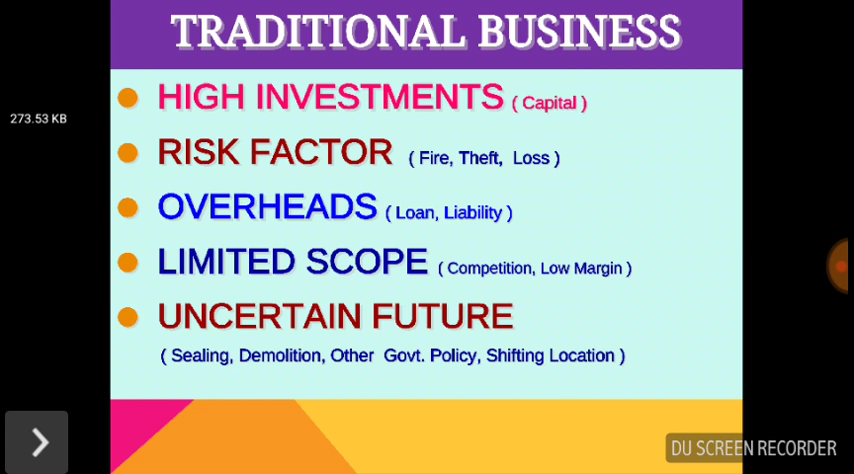 TRADITIONAL BUSINESS
HIGH INVESTMENTS ( Capital )
273.53 KB
RISK FACTOR ( Fire, Theft, Loss )
OVERHEADS ( Loan, Liability )
LIMITED SCOPE ( Competition, Low Margin )
UNCERTAIN FUTURE
( Sealing, Demolition, Other Govt. Policy, Shifting Location )
DU SCREEN RECORDER